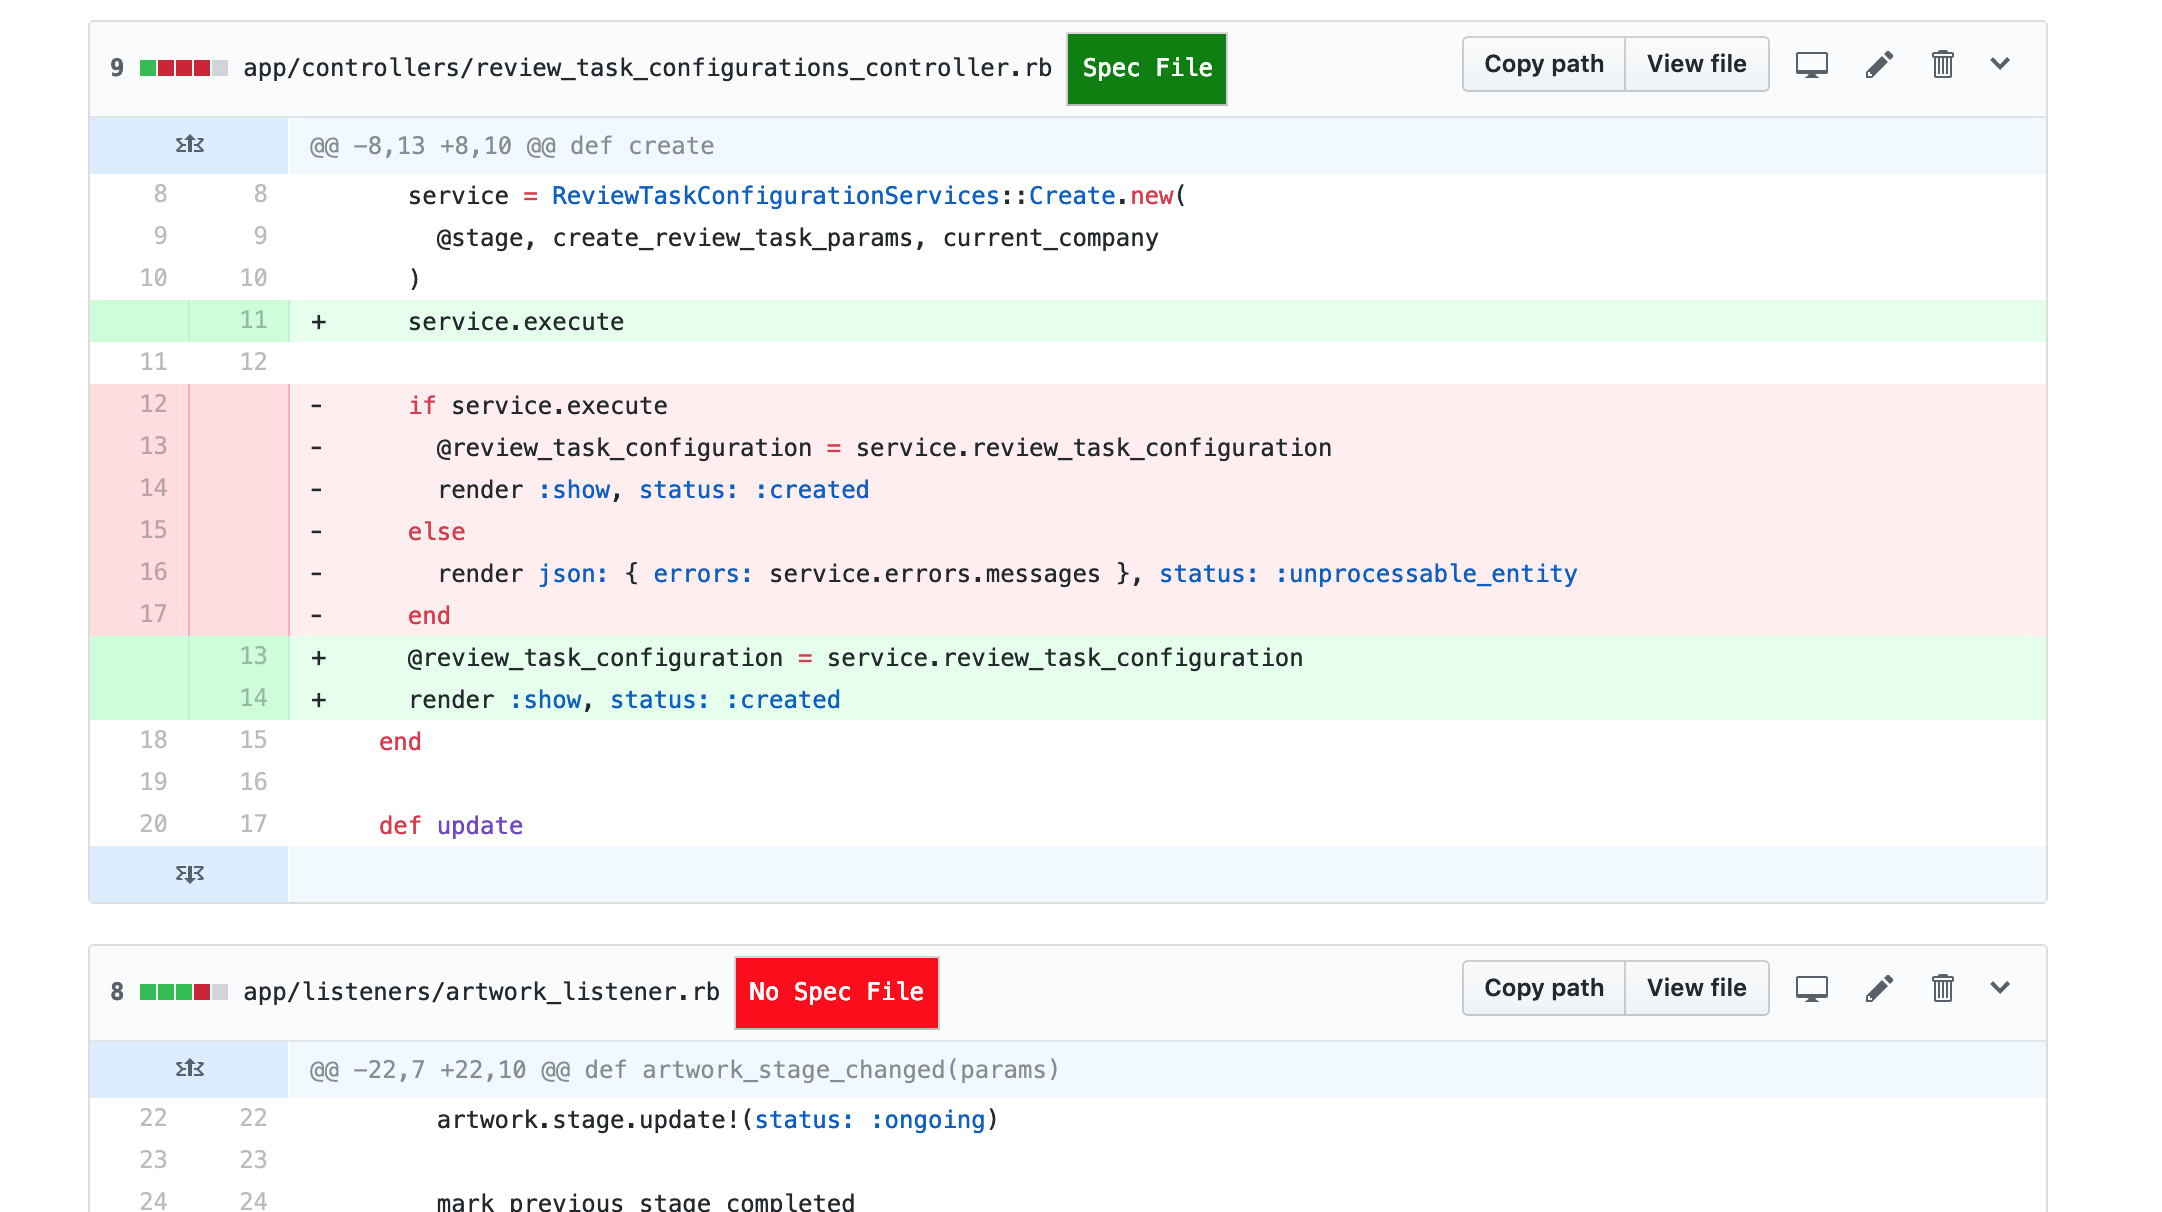 9 app/controllers/review_task_configurations_controller.rb Spec File Copy path View file
@@ -8,13 +8,10 @@ def create
8 8 service = ReviewTaskConfigurationServices::Create.new(
9 9 @stage, create_review_task_params, current_company
10 10 )
11 + service.execute
11 12
12 - if service.execute
13 - @review_task_configuration = service.review_task_configuration
14 - render :show, status: :created
15 - else
16 - render json: { errors: service.errors.messages }, status: :unprocessable_entity
17 - end
13 + @review_task_configuration = service.review_task_configuration
14 + render :show, status: :created
18 15 end
19 16
20 17 def update
8 app/listeners/artwork_listener.rb No Spec File Copy path View file
@@ -22,7 +22,10 @@ def artwork_stage_changed(params)
22 22 artwork.stage.update!(status: :ongoing)
23 23
24 24 mark_previous_stage_completed